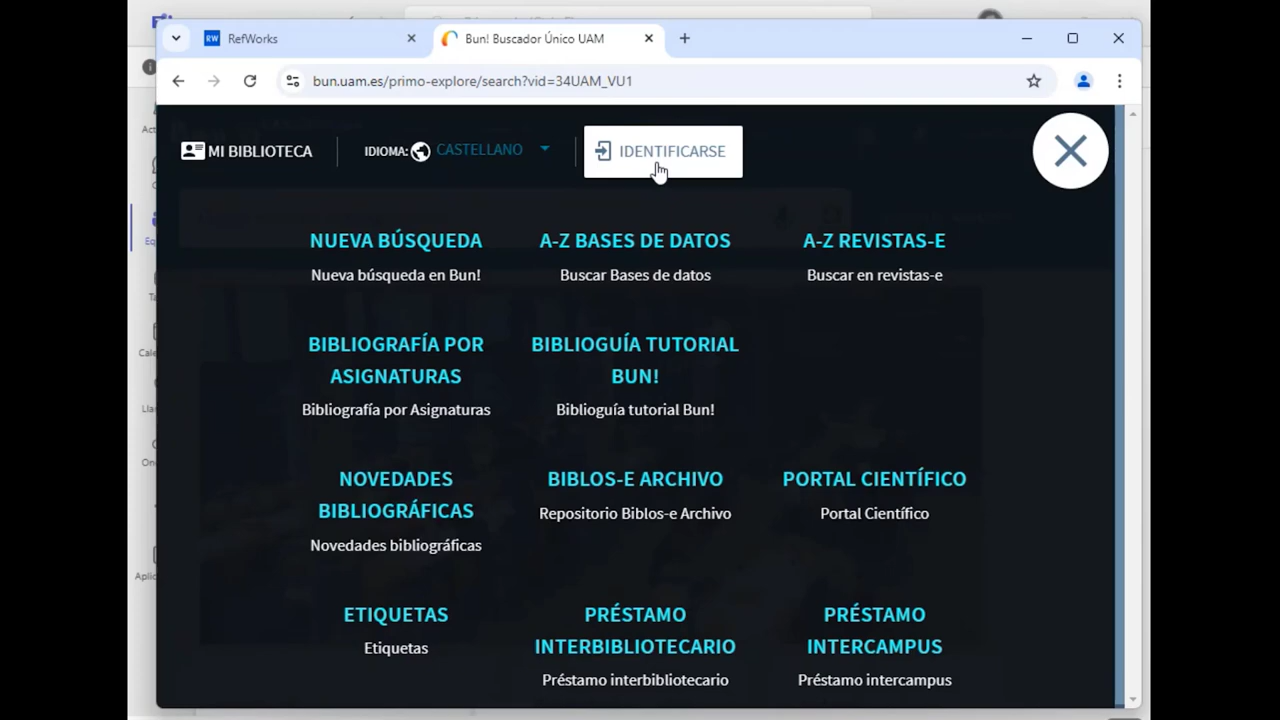 RW RefWorks
Bun! Buscador Único UAM
bun.uam.es/primo-explore/search?vid=34UAM_VU1
MI BIBLIOTECA
IDIOMA: CASTELLANO
IDENTIFICARSE
NUEVA BÚSQUEDA
Nueva búsqueda en Bun!
A-Z BASES DE DATOS
Buscar Bases de datos
A-Z REVISTAS-E
Buscar en revistas-e
BIBLIOGRAFÍA POR
ASIGNATURAS
Bibliografía por Asignaturas
BIBLIOGUÍA TUTORIAL
BUN!
Biblioguía tutorial Bun!
NOVEDADES
BIBLIOGRÁFICAS
Novedades bibliográficas
BIBLOS-E ARCHIVO
Repositorio Biblos-e Archivo
PORTAL CIENTÍFICO
Portal Científico
ETIQUETAS
Etiquetas
PRÉSTAMO
INTERBIBLIOTECARIO
Préstamo interbibliotecario
PRÉSTAMO
INTERCAMPUS
Préstamo intercampus